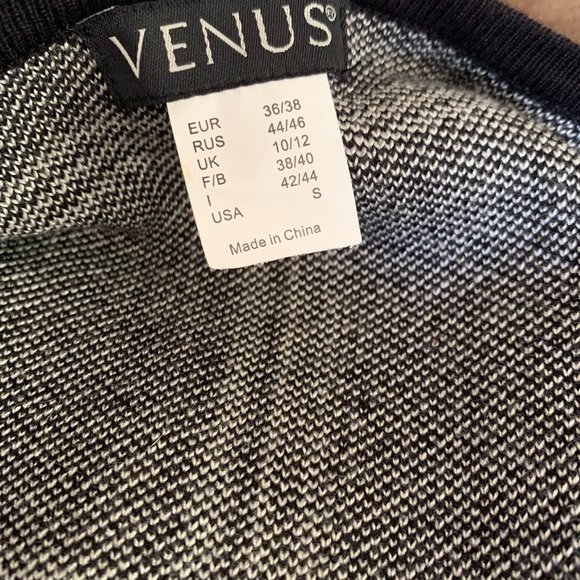 VENUS®
EUR 36/38
RUS 44/46
UK 10/12
F/B 38/40
I 42/44
USA S
Made in China